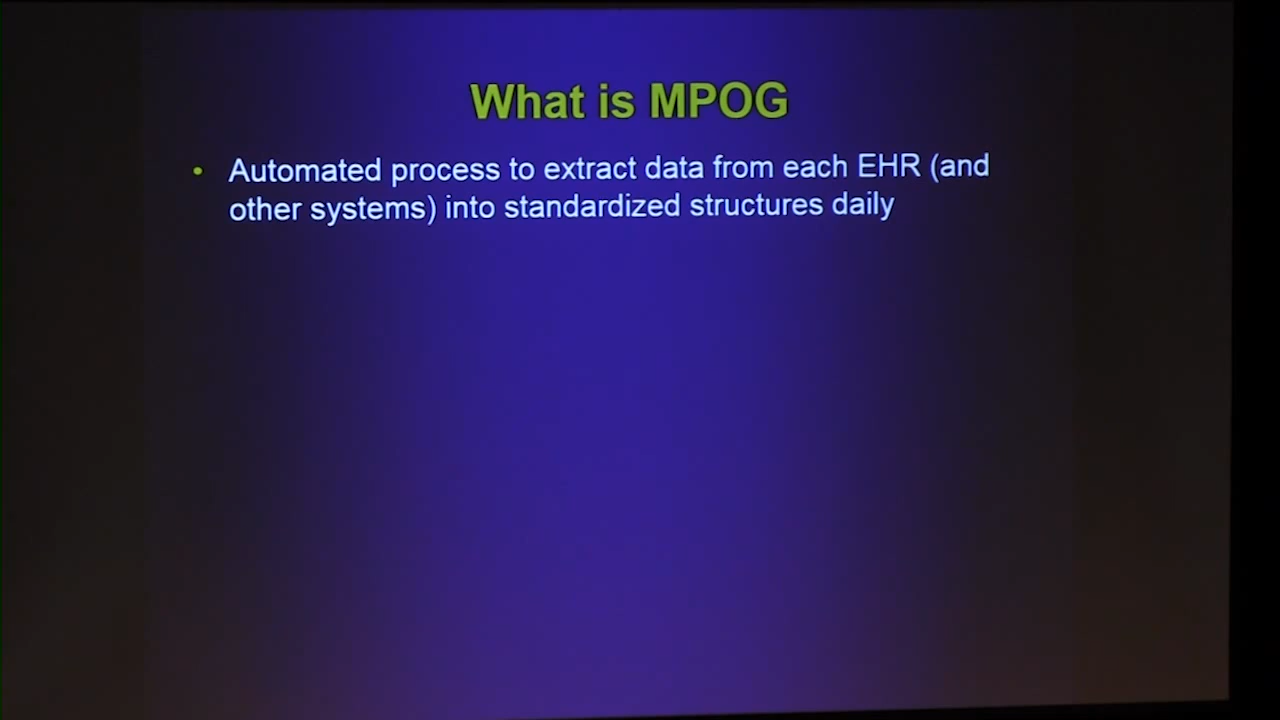 What is MPOG
• Automated process to extract data from each EHR (and
other systems) into standardized structures daily